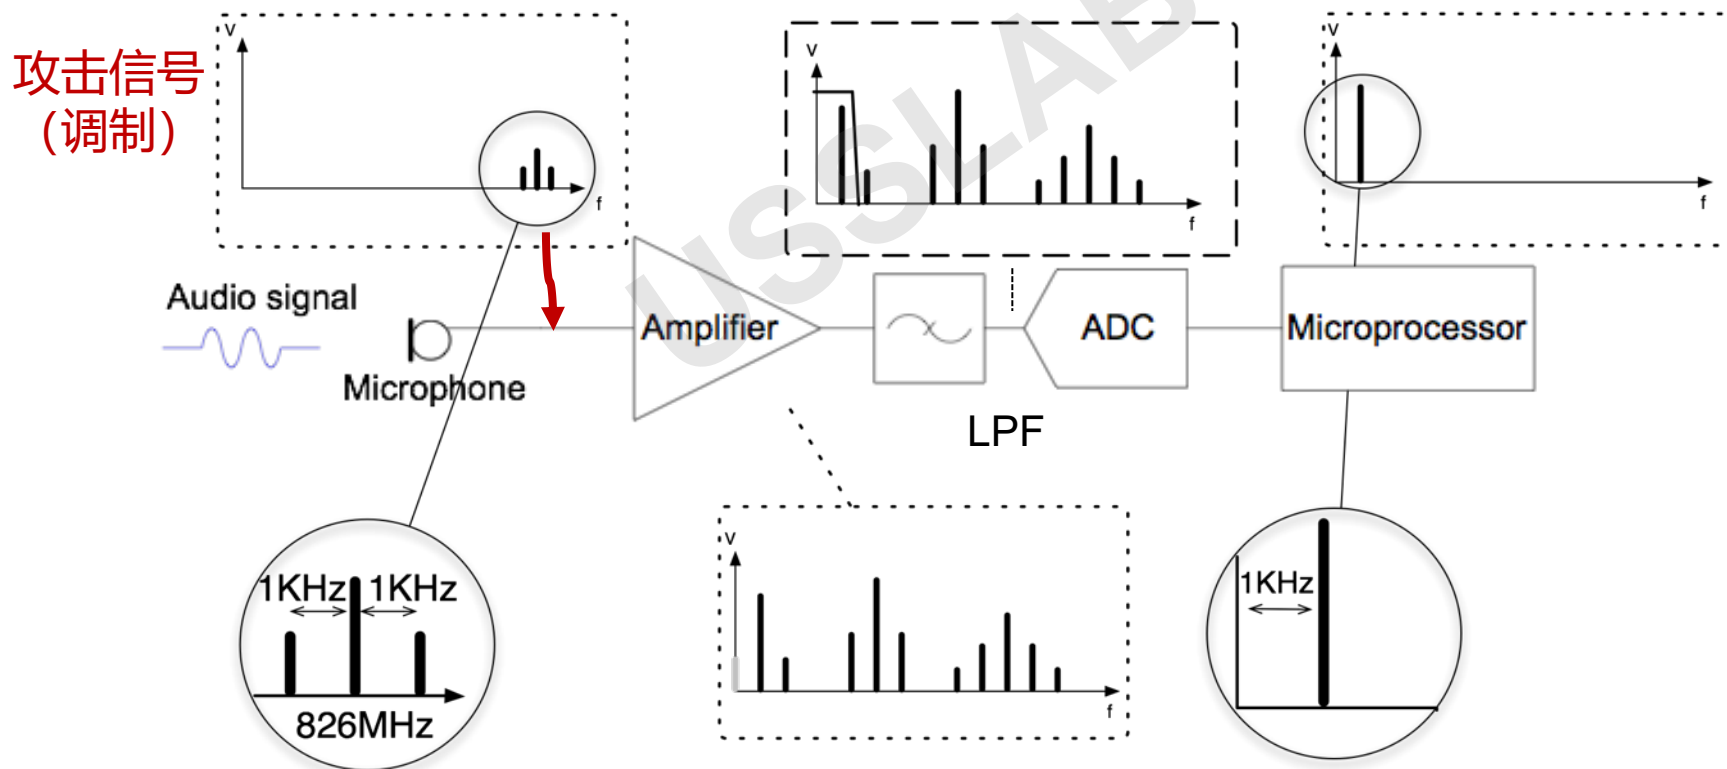 攻击信号
（调制）
V
f
V
f
V
f
USSLAB
Audio signal
Microphone
Amplifier
ADC
Microprocessor
LPF
1KHz
1KHz
826MHz
V
f
1KHz